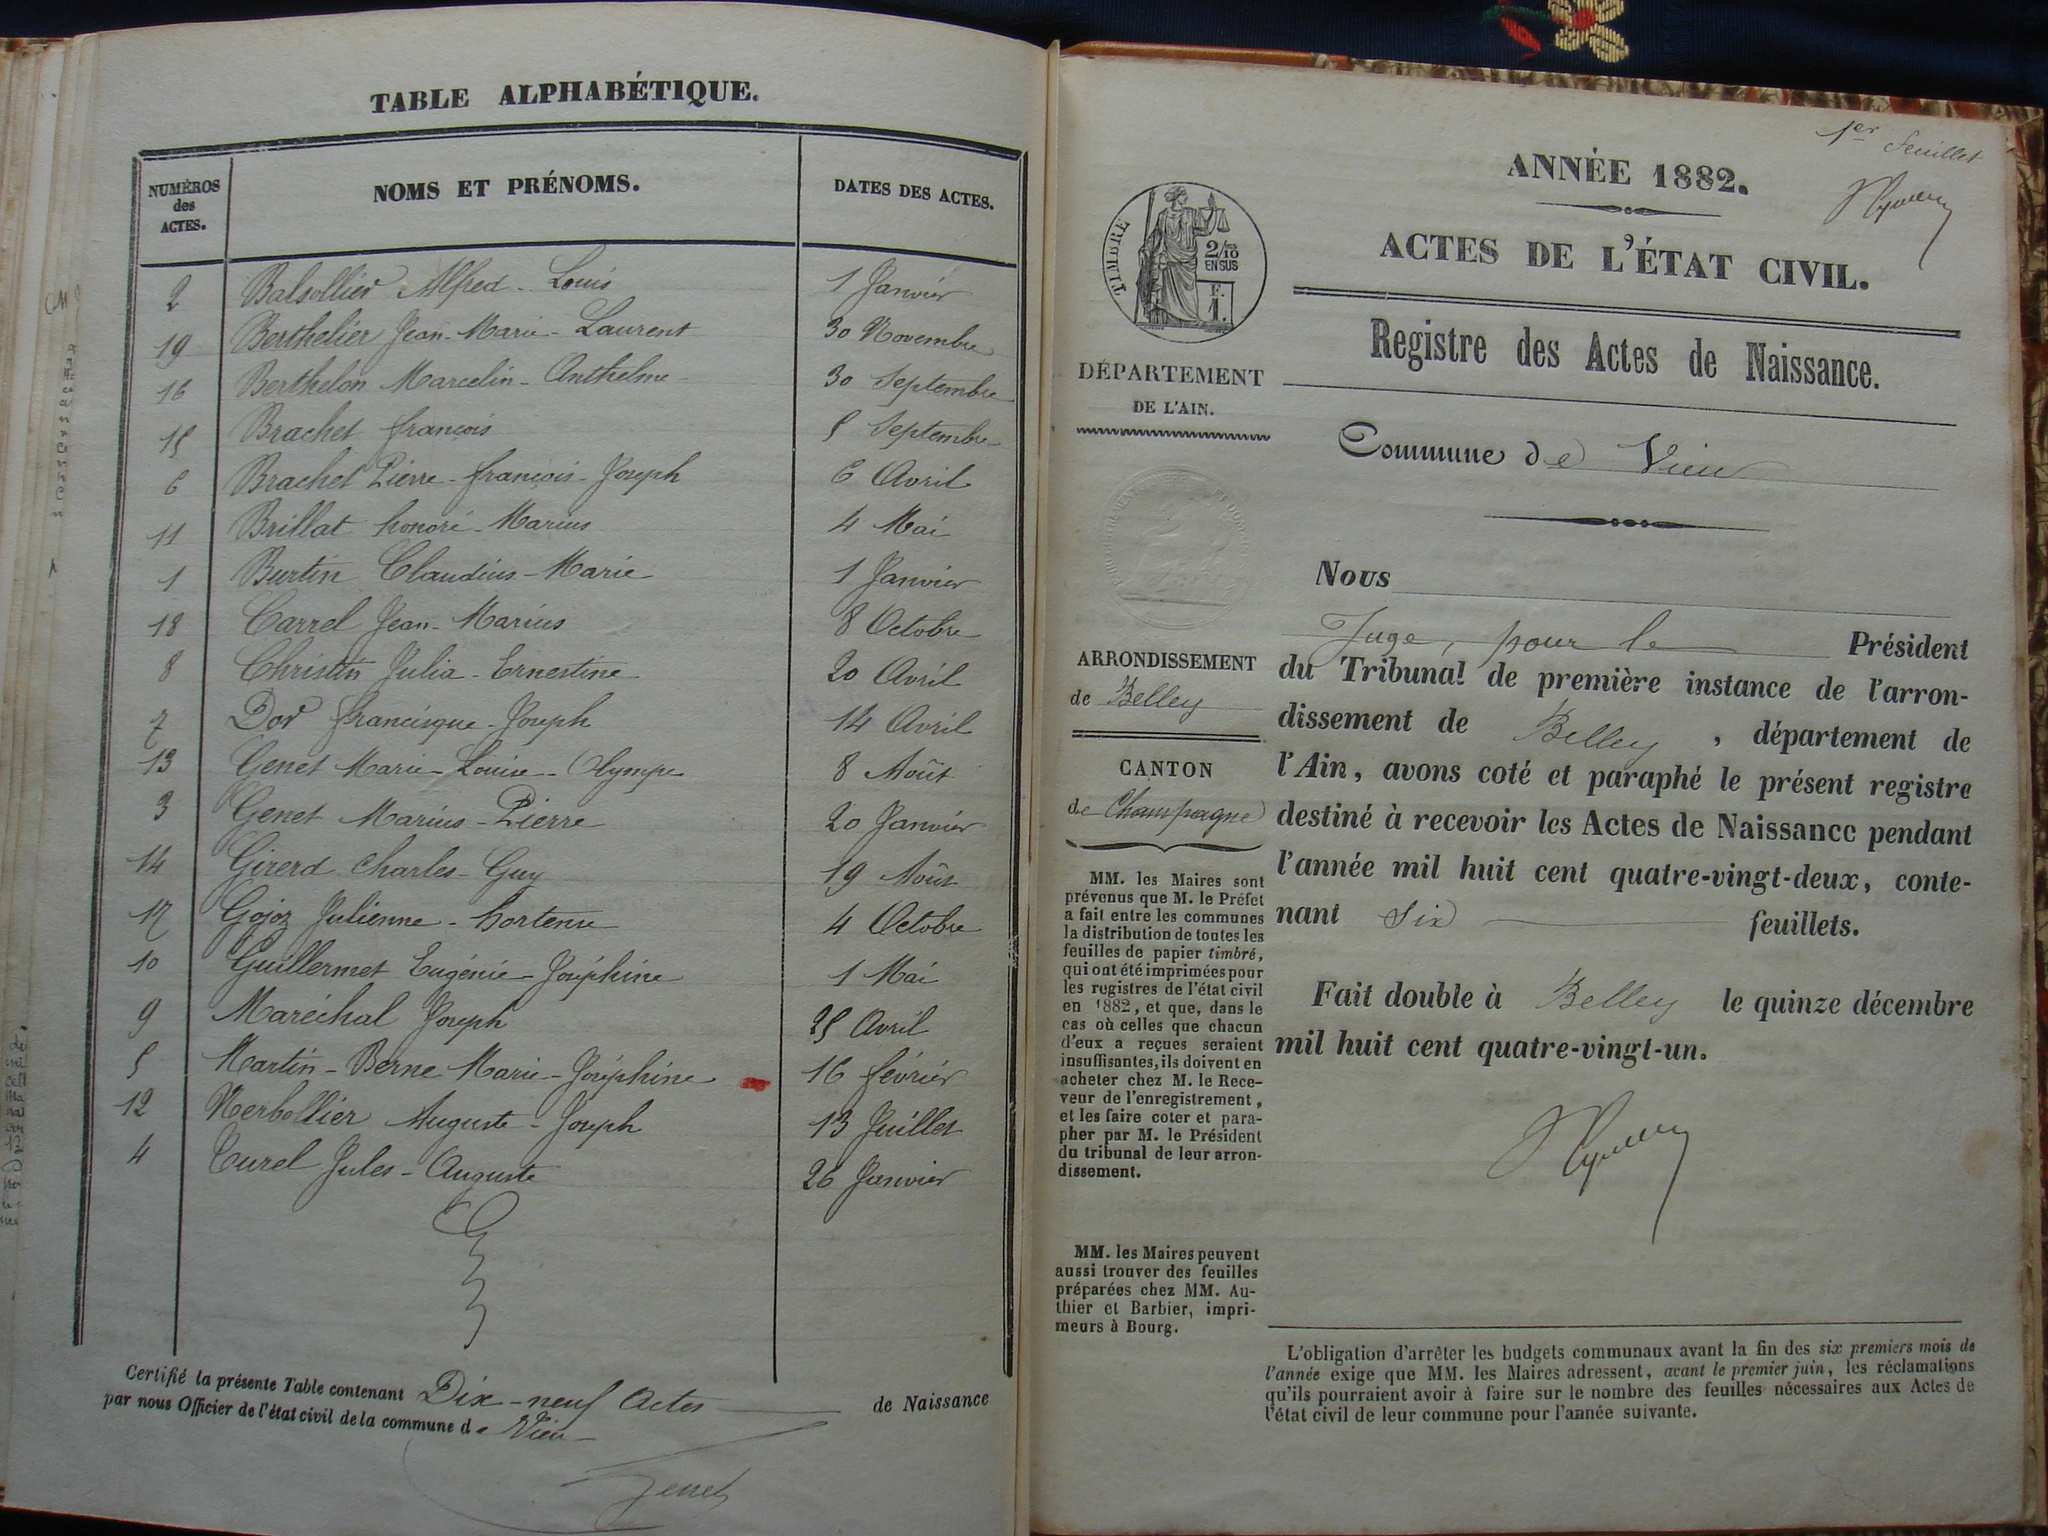 TABLE ALPHABÉTIQUE.
NUMÉROS des ACTES.
NOMS ET PRÉNOMS.
DATES DES ACTES.
2 Balsollier Alfred-Louis 1 Janvier
19 Berthelier Jean-Marie-Laurent 30 Novembre
16 Berthelon Marcelin-Anthelme 30 Septembre
15 Brachet françois 5 Septembre
6 Brachet Pierre-françois-Joseph 6 Avril
11 Brillat honoré-Marius 4 Mai
1 Burtin Claudius-Marie 1 Janvier
18 Carrel Jean-Marius 8 Octobre
8 Christin Julia-Ernestine 20 Avril
7 Dor francisque-Joseph 14 Avril
13 Genet Marie-Louise-Olympe 8 Août
3 Genet Marius-Pierre 20 Janvier
14 Girerd Charles-Guy 19 Août
17 Gojoz Julienne-hortense 4 Octobre
10 Guillermet Eugénie-Joséphine 1 Mai
9 Maréchal Joseph 25 Avril
5 Martin-Berne Marie-Joséphine 16 février
12 Nerbollier Auguste-Joseph 13 Juillet
4 Turel Jules-Auguste 26 Janvier
Certifié la présente Table contenant Dix-neuf Actes de Naissance
par nous Officier de l'état civil de la commune de Vieu
Genet
1er feuillet
ANNÉE 1882.
TIMBRE
2/10
EN SUS
F.
1.
ACTES DE L'ÉTAT CIVIL.
Registre des Actes de Naissance.
DÉPARTEMENT
DE L'AIN.
Commune de Vieu
Nous
Juge, pour le Président
du Tribunal de première instance de l'arron-
dissement de Belley, département de
l'Ain, avons coté et paraphé le présent registre
destiné à recevoir les Actes de Naissance pendant
l'année mil huit cent quatre-vingt-deux, conte-
nant six feuillets.
Fait double à Belley le quinze décembre
mil huit cent quatre-vingt-un.
ARRONDISSEMENT
de Belley
CANTON
de Champagne
MM. les Maires sont
prévenus que M. le Préfet
a fait entre les communes
la distribution de toutes les
feuilles de papier timbré,
qui ont été imprimées pour
les registres de l'état civil
en 1882, et que, dans le
cas où celles que chacun
d'eux a reçues seraient
insuffisantes, ils doivent en
acheter chez M. le Rece-
veur de l'enregistrement,
et les faire coter et para-
pher par M. le Président
du tribunal de leur arron-
dissement.
MM. les Maires peuvent
aussi trouver des feuilles
préparées chez MM. Au-
thier et Barbier, impri-
meurs à Bourg.
L'obligation d'arrêter les budgets communaux avant la fin des six premiers mois de
l'année exige que MM. les Maires adressent, avant le premier juin, les réclamations
qu'ils pourraient avoir à faire sur le nombre des feuilles nécessaires aux Actes de
l'état civil de leur commune pour l'année suivante.